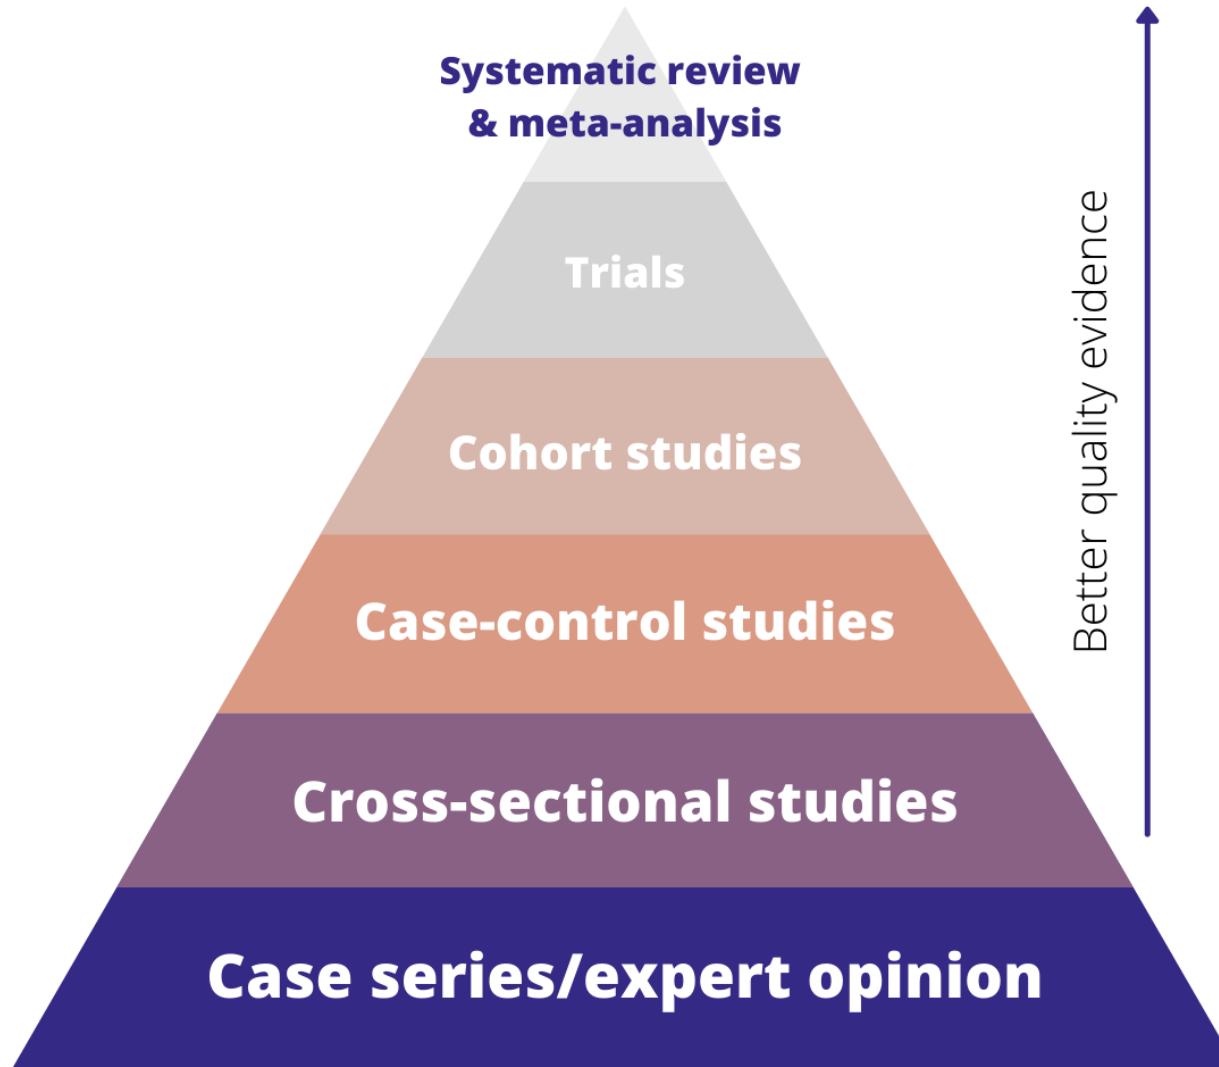 Systematic review
& meta-analysis
Trials
Cohort studies
Case-control studies
Cross-sectional studies
Case series/expert opinion
Better quality evidence